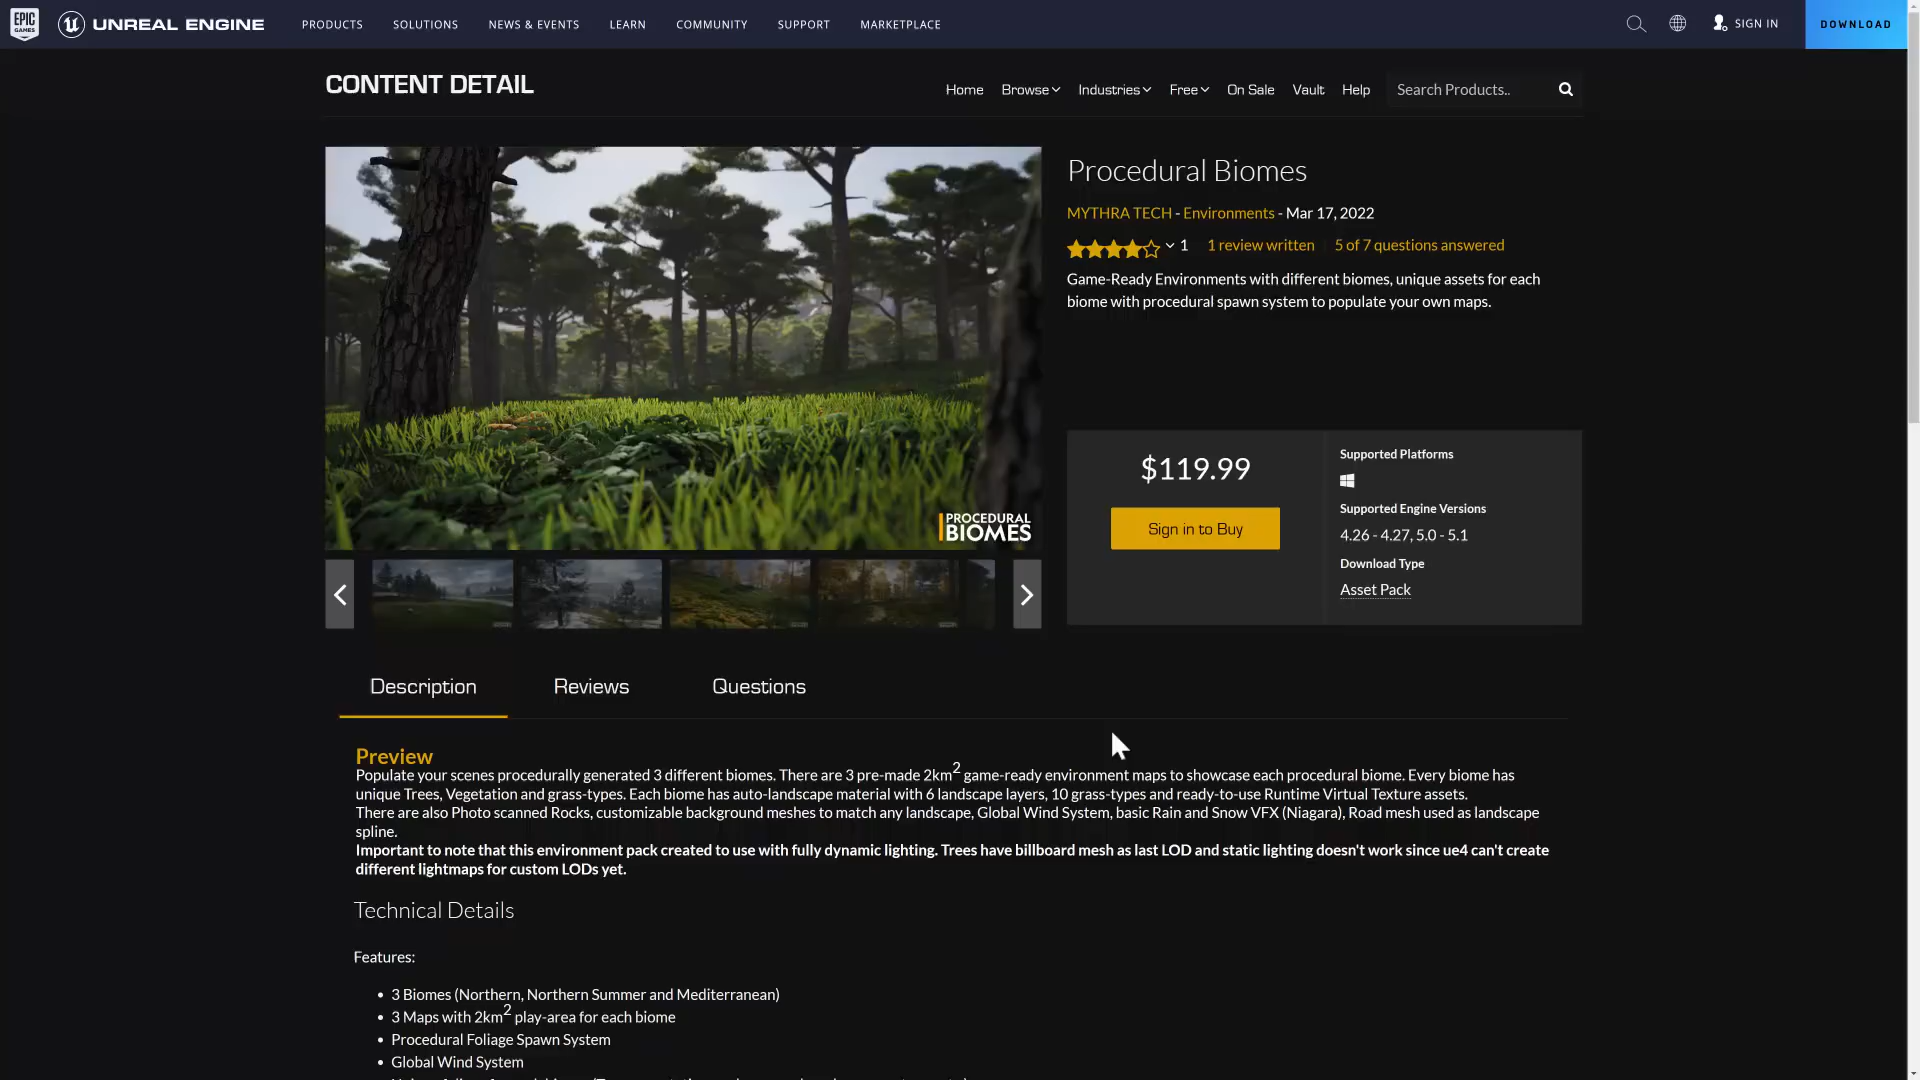 EPIC GAMES
UNREAL ENGINE
PRODUCTS
SOLUTIONS
NEWS & EVENTS
LEARN
COMMUNITY
SUPPORT
MARKETPLACE
SIGN IN
DOWNLOAD
CONTENT DETAIL
Home
Browse
Industries
Free
On Sale
Vault
Help
Search Products..
Procedural Biomes
MYTHRA TECH - Environments - Mar 17, 2022
1
1 review written
5 of 7 questions answered
Game-Ready Environments with different biomes, unique assets for each
biome with procedural spawn system to populate your own maps.
PROCEDURAL
BIOMES
$119.99
Sign in to Buy
Supported Platforms
Supported Engine Versions
4.26 - 4.27, 5.0 - 5.1
Download Type
Asset Pack
Description
Reviews
Questions
Preview
Populate your scenes procedurally generated 3 different biomes. There are 3 pre-made 2km² game-ready environment maps to showcase each procedural biome. Every biome has
unique Trees, Vegetation and grass-types. Each biome has auto-landscape material with 6 landscape layers, 10 grass-types and ready-to-use Runtime Virtual Texture assets.
There are also Photo scanned Rocks, customizable background meshes to match any landscape, Global Wind System, basic Rain and Snow VFX (Niagara), Road mesh used as landscape
spline.
Important to note that this environment pack created to use with fully dynamic lighting. Trees have billboard mesh as last LOD and static lighting doesn't work since ue4 can't create
different lightmaps for custom LODs yet.
Technical Details
Features:
• 3 Biomes (Northern, Northern Summer and Mediterranean)
• 3 Maps with 2km² play-area for each biome
• Procedural Foliage Spawn System
• Global Wind System